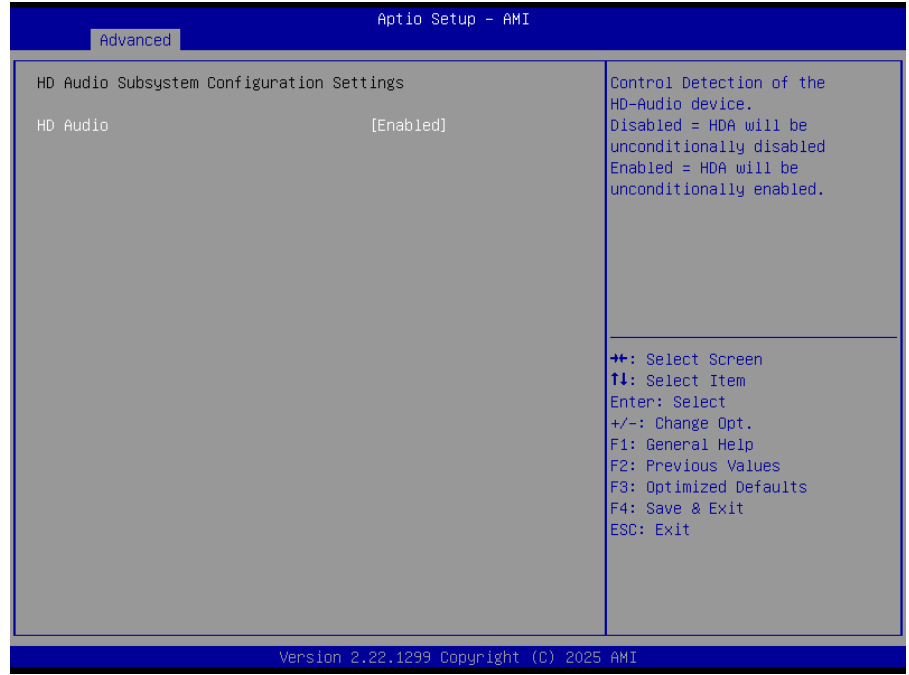 Aptio Setup - AMI
Advanced
HD Audio Subsystem Configuration Settings
HD Audio [Enabled]
Control Detection of the
HD-Audio device.
Disabled = HDA will be
unconditionally disabled
Enabled = HDA will be
unconditionally enabled.
→←: Select Screen
↑↓: Select Item
Enter: Select
+/-: Change Opt.
F1: General Help
F2: Previous Values
F3: Optimized Defaults
F4: Save & Exit
ESC: Exit
Version 2.22.1299 Copyright (C) 2025 AMI